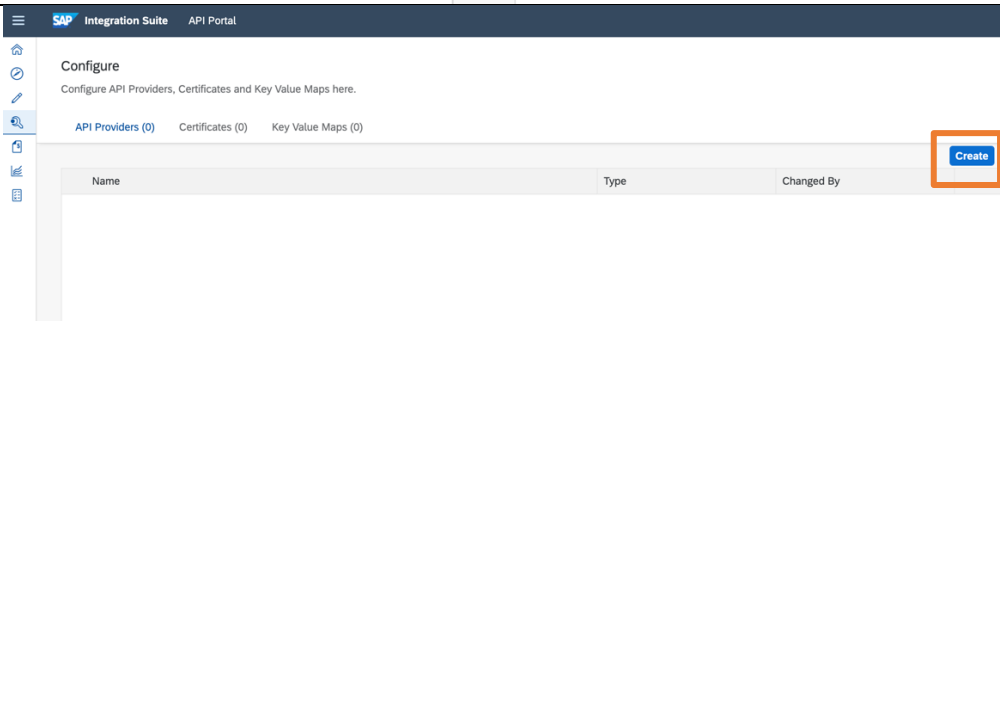 SAP Integration Suite API Portal
Configure
Configure API Providers, Certificates and Key Value Maps here.
API Providers (0) Certificates (0) Key Value Maps (0)
Create
Name Type Changed By